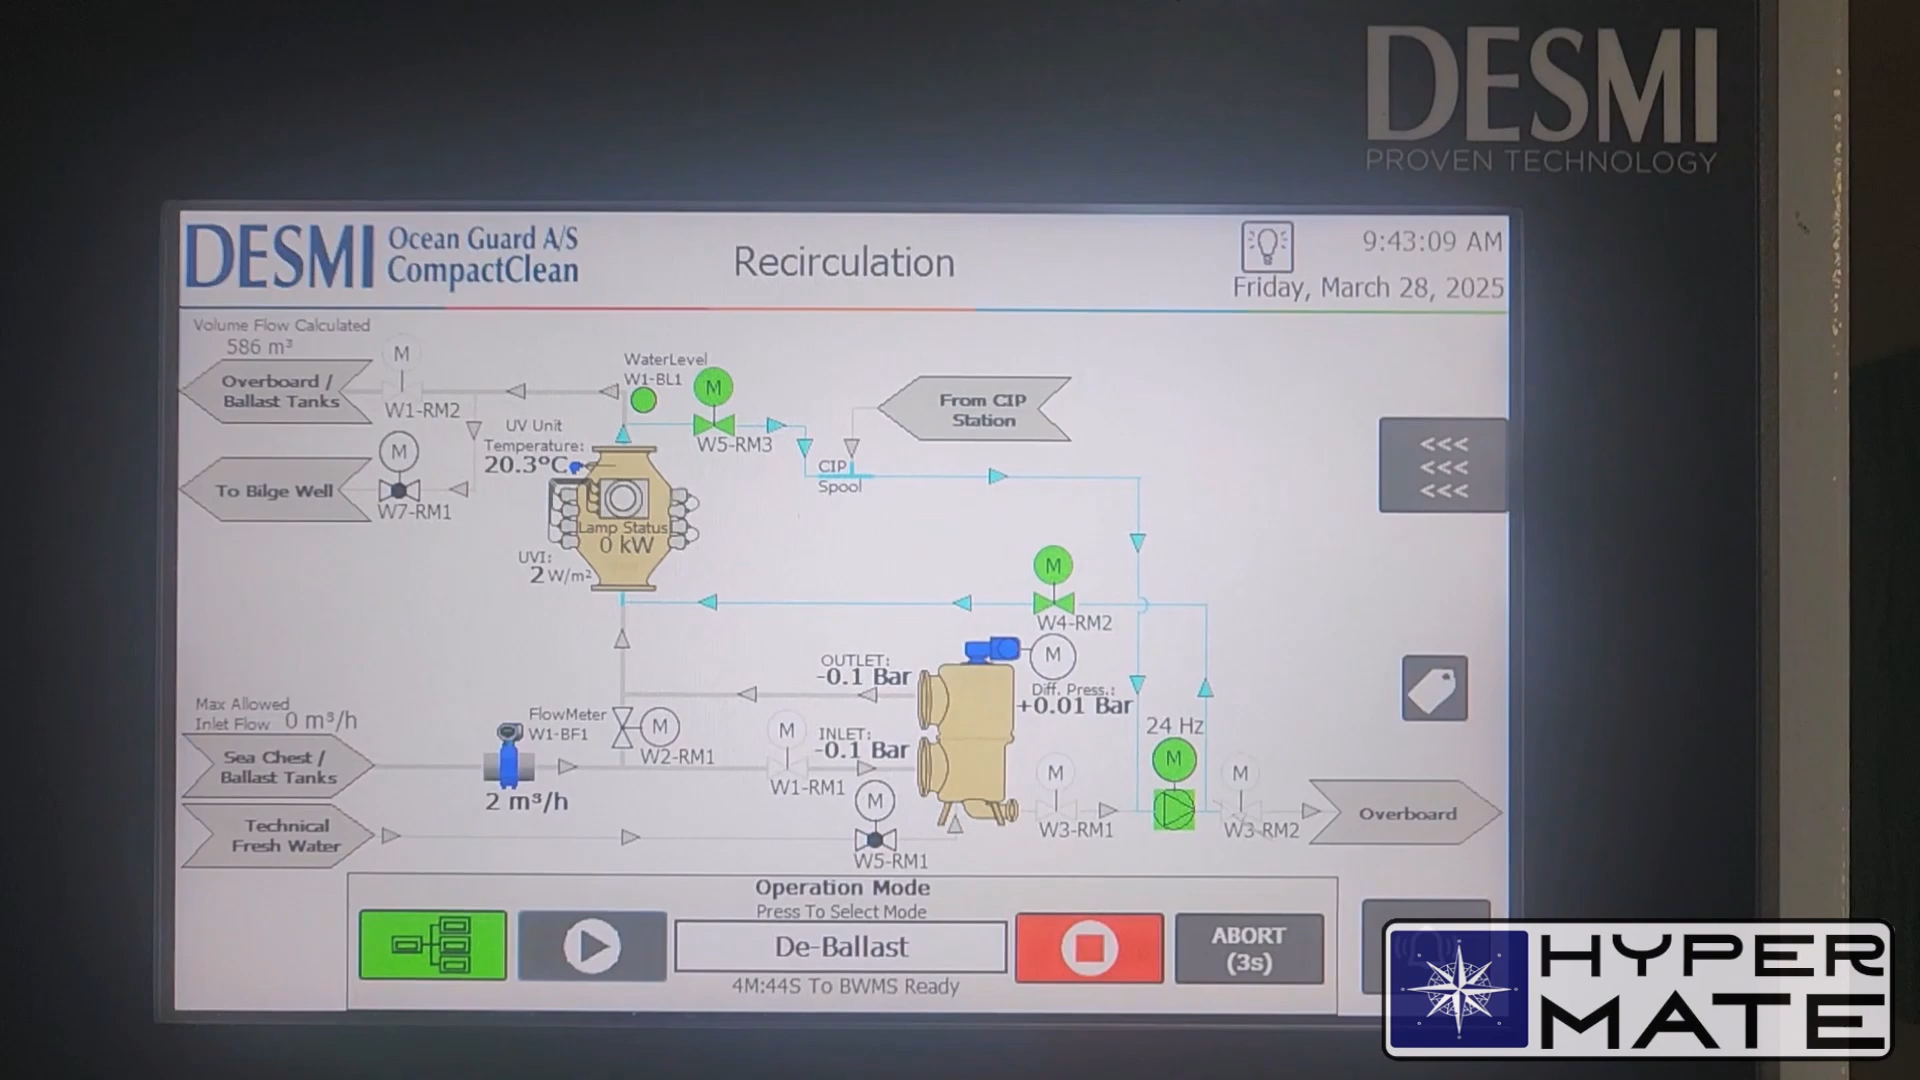 DESMI
PROVEN TECHNOLOGY
DESMI Ocean Guard A/S
CompactClean
Recirculation
9:43:09 AM
Friday, March 28, 2025
Volume Flow Calculated
586 m³
Overboard /
Ballast Tanks
M
W1-RM2
To Bilge Well
M
W7-RM1
WaterLevel
W1-BL1
M
W5-RM3
UV Unit
Temperature:
20.3°C
Lamp Status
0 kW
UVI:
2 W/m²
From CIP
Station
CIP
Spool
<<<
<<<
<<<
M
W4-RM2
M
Diff. Press.:
+0.01 Bar
OUTLET:
-0.1 Bar
INLET:
-0.1 Bar
Max Allowed
Inlet Flow 0 m³/h
Sea Chest /
Ballast Tanks
FlowMeter
W1-BF1
2 m³/h
M
W2-RM1
M
W1-RM1
Technical
Fresh Water
M
W5-RM1
M
W3-RM1
24 Hz
M
M
W3-RM2
Overboard
Operation Mode
Press To Select Mode
De-Ballast
4M:44S To BWMS Ready
ABORT
(3s)
HYPER
MATE